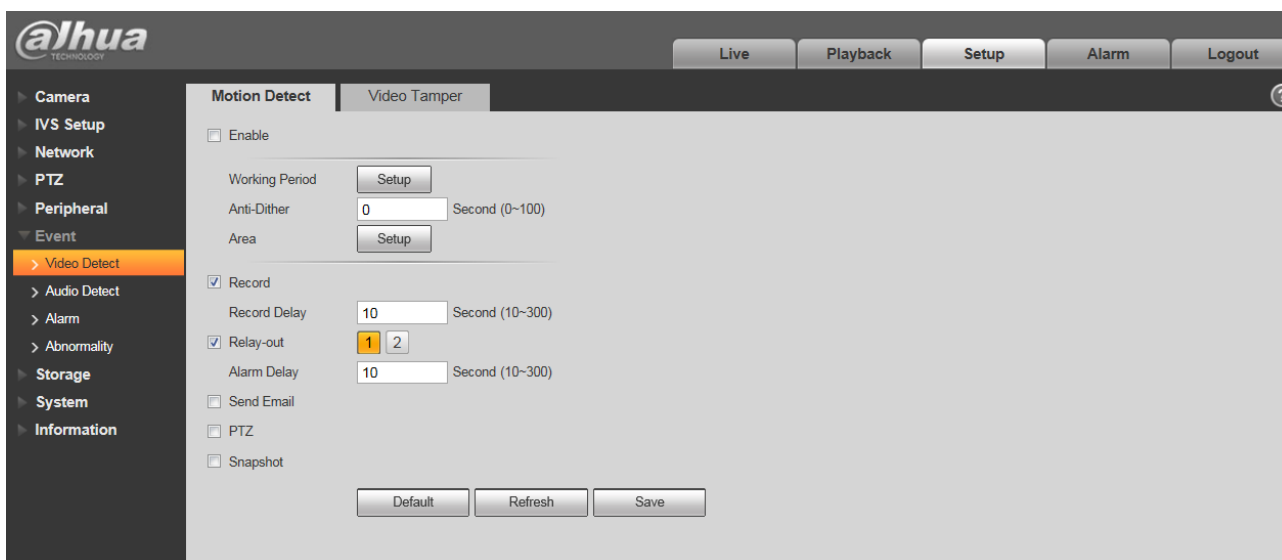 alhua
TECHNOLOGY
Live Playback Setup Alarm Logout
Camera
IVS Setup
Network
PTZ
Peripheral
Event
Video Detect
Audio Detect
Alarm
Abnormality
Storage
System
Information
Motion Detect Video Tamper
?
Enable
Working Period Setup
Anti-Dither 0 Second (0~100)
Area Setup
Record
Record Delay 10 Second (10~300)
Relay-out 1 2
Alarm Delay 10 Second (10~300)
Send Email
PTZ
Snapshot
Default Refresh Save